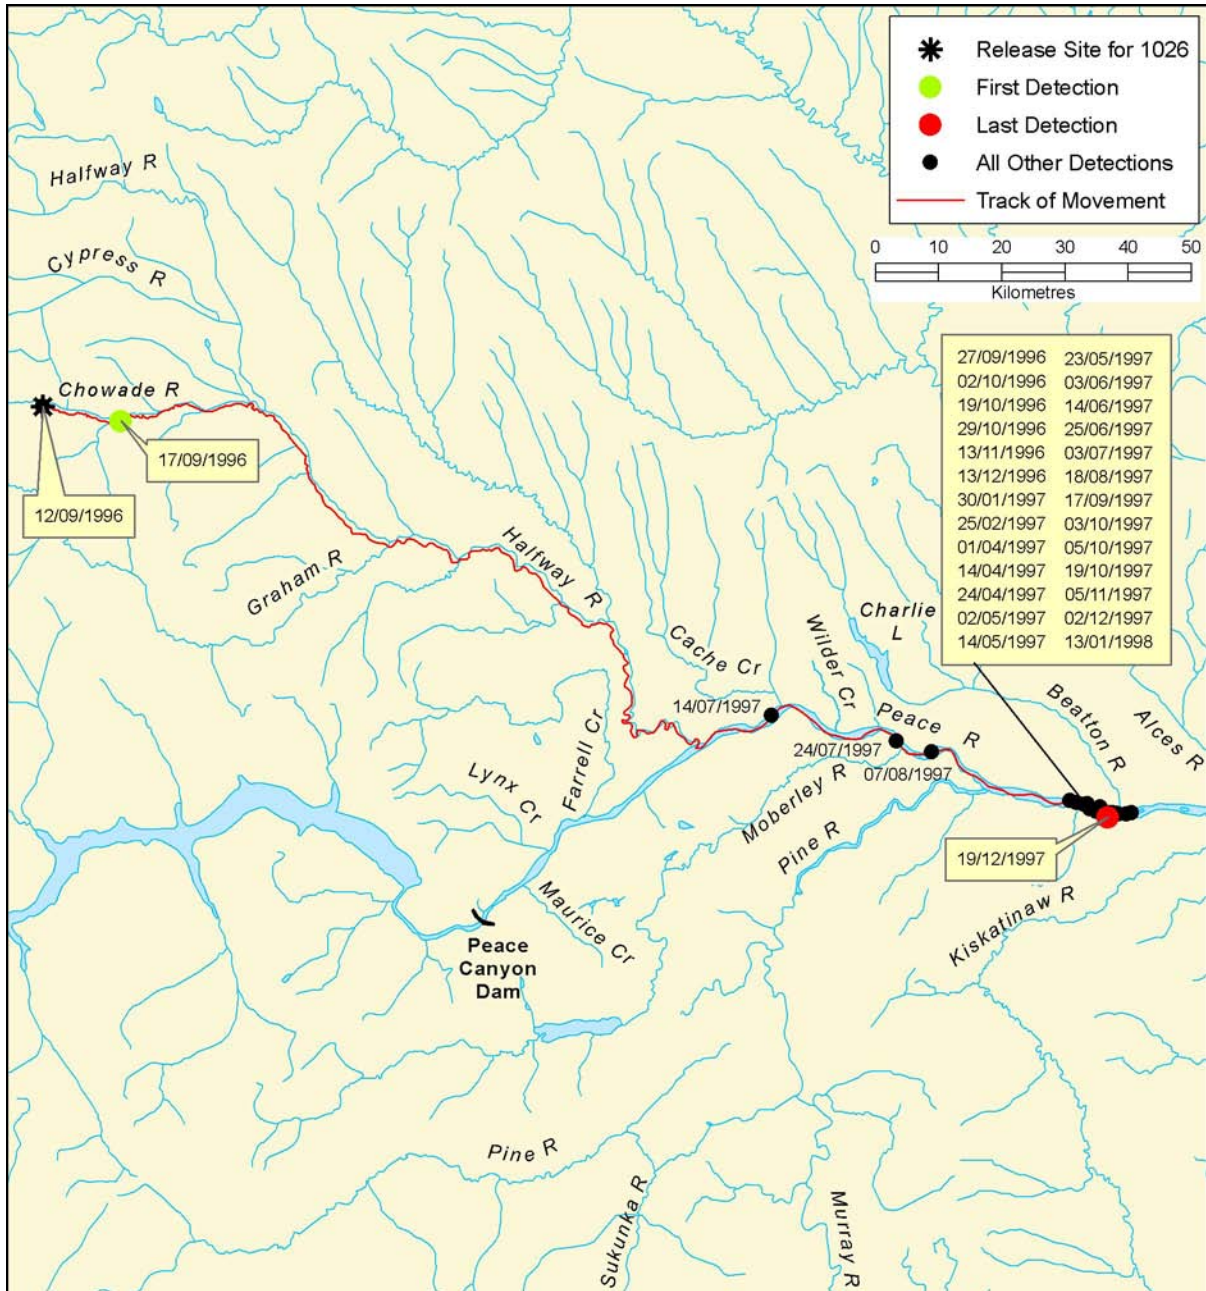 Release Site for 1026
First Detection
Last Detection
All Other Detections
Track of Movement
0 10 20 30 40 50
Kilometres
Halfway R
Cypress R
Chowade R
17/09/1996
12/09/1996
27/09/1996 23/05/1997
02/10/1996 03/06/1997
19/10/1996 14/06/1997
29/10/1996 25/06/1997
13/11/1996 03/07/1997
13/12/1996 18/08/1997
30/01/1997 17/09/1997
25/02/1997 03/10/1997
01/04/1997 05/10/1997
14/04/1997 19/10/1997
24/04/1997 05/11/1997
02/05/1997 02/12/1997
14/05/1997 13/01/1998
Graham R
Halfway R
Charlie
L
Cache Cr
Wilder Cr
Peace R
Beatton R
Alces R
14/07/1997
24/07/1997
07/08/1997
Farrell Cr
Lynx Cr
Moberley R
Pine R
19/12/1997
Kiskatinaw R
Maurice Cr
Peace
Canyon
Dam
Pine R
Sukunka R
Murray R